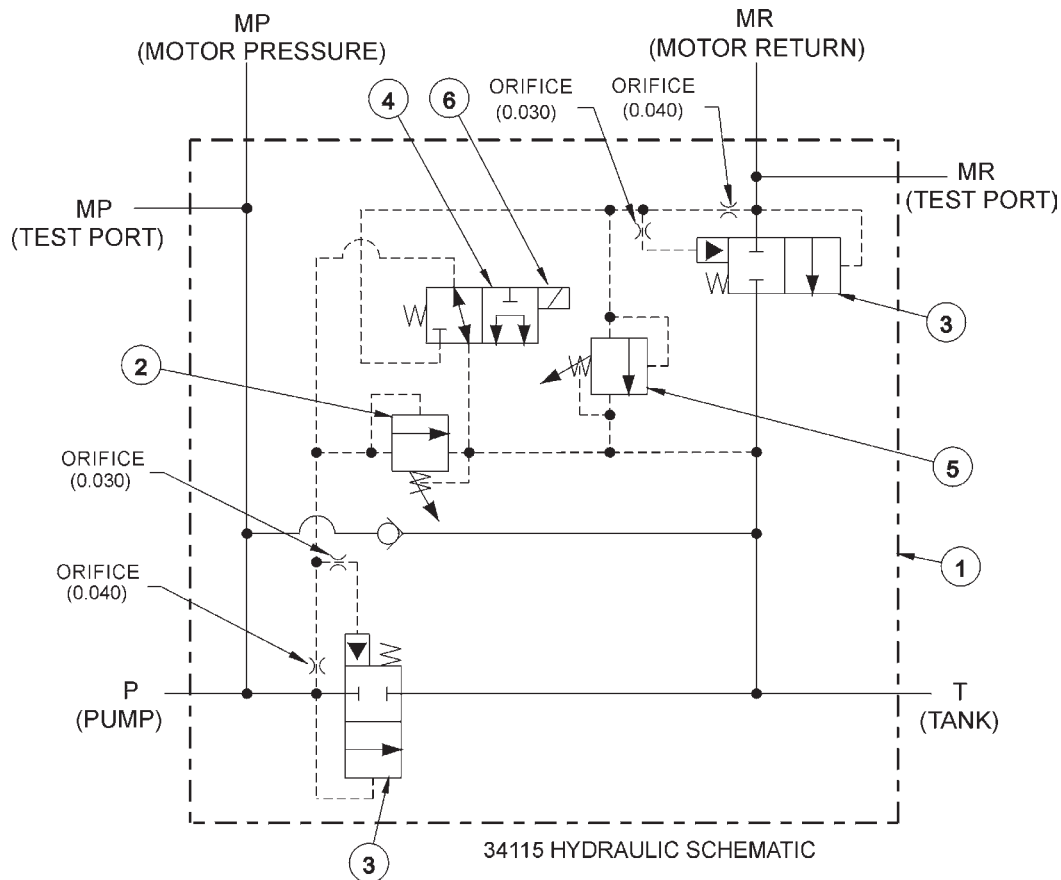 MP
(MOTOR PRESSURE)
MR
(MOTOR RETURN)
4
6
ORIFICE
(0.030)
ORIFICE
(0.040)
MP
(TEST PORT)
MR
(TEST PORT)
3
2
5
ORIFICE
(0.030)
ORIFICE
(0.040)
1
P
(PUMP)
T
(TANK)
3
34115 HYDRAULIC SCHEMATIC